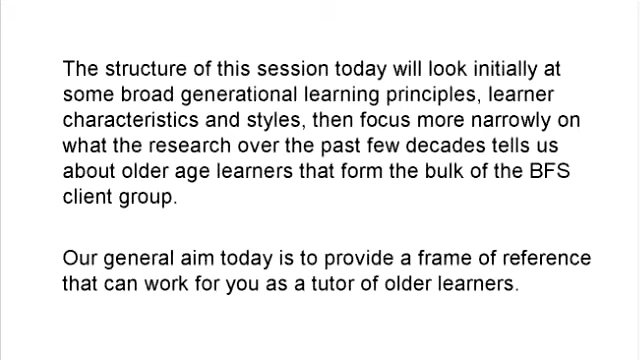 The structure of this session today will look initially at
some broad generational learning principles, learner
characteristics and styles, then focus more narrowly on
what the research over the past few decades tells us
about older age learners that form the bulk of the BFS
client group.
Our general aim today is to provide a frame of reference
that can work for you as a tutor of older learners.